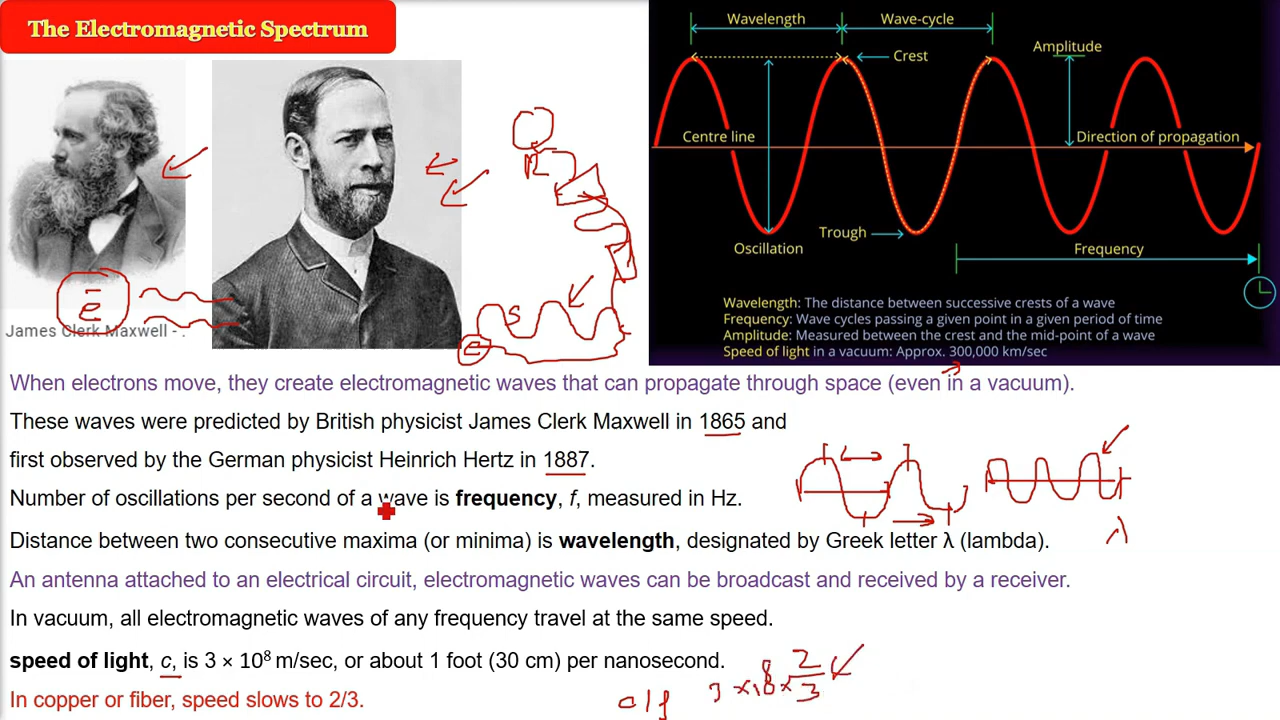 The Electromagnetic Spectrum
Wavelength
Wave-cycle
Amplitude
Crest
Centre line
Direction of propagation
Trough
Oscillation
Frequency
Wavelength: The distance between successive crests of a wave
Frequency: Wave cycles passing a given point in a given period of time
Amplitude: Measured between the crest and the mid-point of a wave
Speed of light in a vacuum: Approx. 300,000 km/sec
James Clerk Maxwell - .
When electrons move, they create electromagnetic waves that can propagate through space (even in a vacuum).
These waves were predicted by British physicist James Clerk Maxwell in 1865 and
first observed by the German physicist Heinrich Hertz in 1887.
Number of oscillations per second of a wave is frequency, f, measured in Hz.
Distance between two consecutive maxima (or minima) is wavelength, designated by Greek letter λ (lambda).
λ
An antenna attached to an electrical circuit, electromagnetic waves can be broadcast and received by a receiver.
In vacuum, all electromagnetic waves of any frequency travel at the same speed.
speed of light, c, is 3 × 10⁸ m/sec, or about 1 foot (30 cm) per nanosecond.
In copper or fiber, speed slows to 2/3.